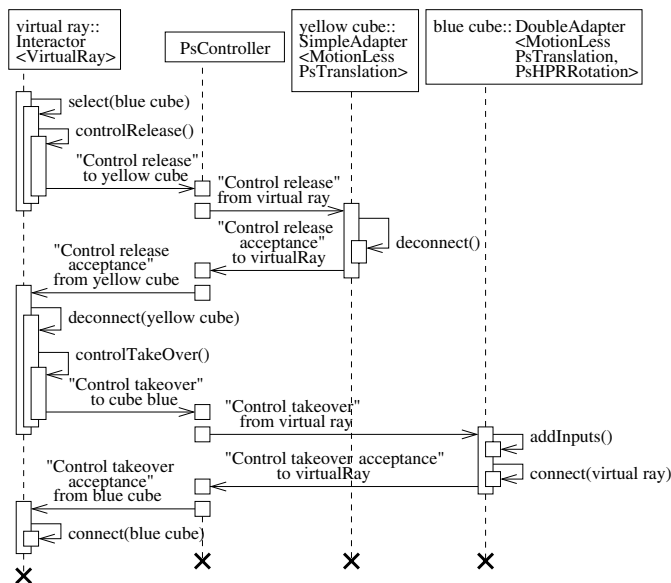 virtual ray::
Interactor
<VirtualRay>
PsController
yellow cube::
SimpleAdapter
<MotionLess
PsTranslation>
blue cube:: DoubleAdapter
<MotionLess
PsTranslation,
PsHPRRotation>
select(blue cube)
controlRelease()
"Control release"
to yellow cube
"Control release"
from virtual ray
"Control release
acceptance"
to virtualRay
deconnect()
"Control release
acceptance"
from yellow cube
deconnect(yellow cube)
controlTakeOver()
"Control takeover"
to cube blue
"Control takeover"
from virtual ray
addInputs()
"Control takeover acceptance"
to virtualRay
connect(virtual ray)
"Control takeover
acceptance"
from blue cube
connect(blue cube)